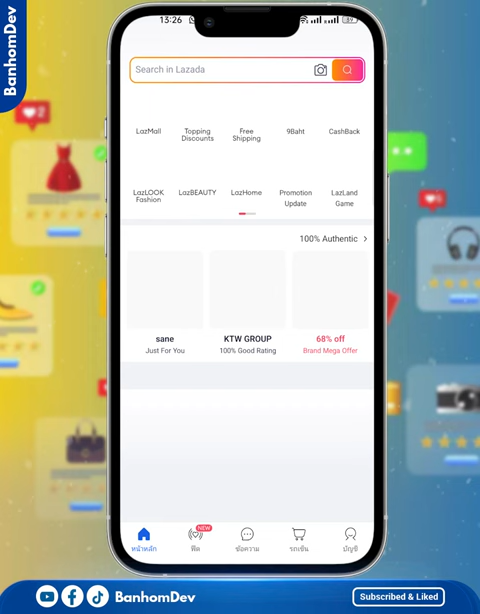 BanhomDev
13:26
89
Search in Lazada
LazMall
Topping
Discounts
Free
Shipping
9Baht
CashBack
LazLOOK
Fashion
LazBEAUTY
LazHome
Promotion
Update
LazLand
Game
100% Authentic
sane
Just For You
KTW GROUP
100% Good Rating
68% off
Brand Mega Offer
หน้าหลัก
NEW
ฟีด
ข้อความ
รถเข็น
บัญชี
BanhomDev
Subscribed & Liked